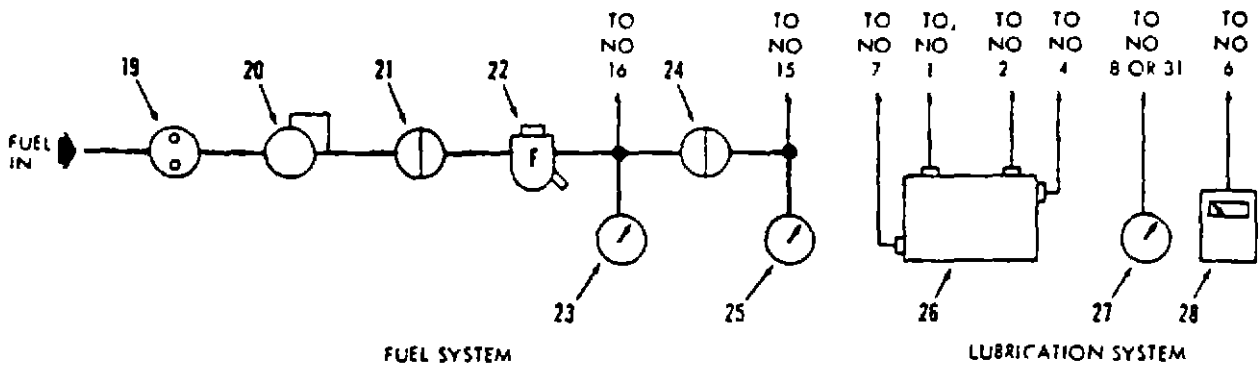 TO NO 16
TO NO 15
TO NO 7
TO, NO 1
TO NO 2
TO NO 4
TO NO 8 OR 31
TO NO 6
19
20
21
22
24
FUEL IN
F
23
25
26
27
28
FUEL SYSTEM
LUBRICATION SYSTEM